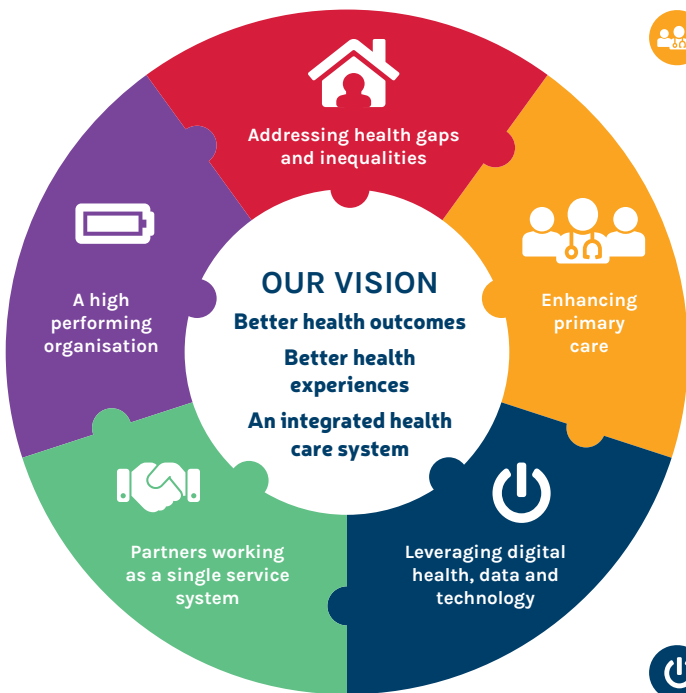 Addressing health gaps
and inequalities
Enhancing
primary
care
Leveraging digital
health, data and
technology
Partners working
as a single service
system
A high
performing
organisation
OUR VISION
Better health outcomes
Better health
experiences
An integrated health
care system